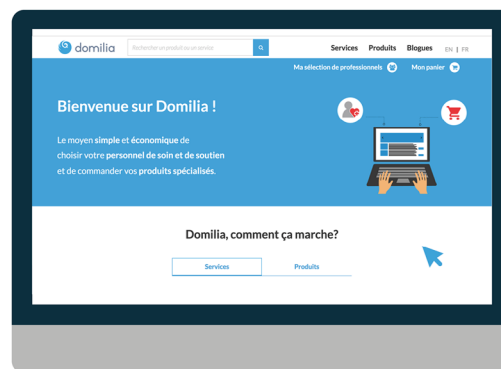 domilia
Rechercher un produit ou un service
Services Produits Blogues EN | FR
Ma sélection de professionnels Mon panier
Bienvenue sur Domilia !
Le moyen simple et économique de
choisir votre personnel de soin et de soutien
et de commander vos produits spécialisés.
Domilia, comment ça marche?
Services Produits